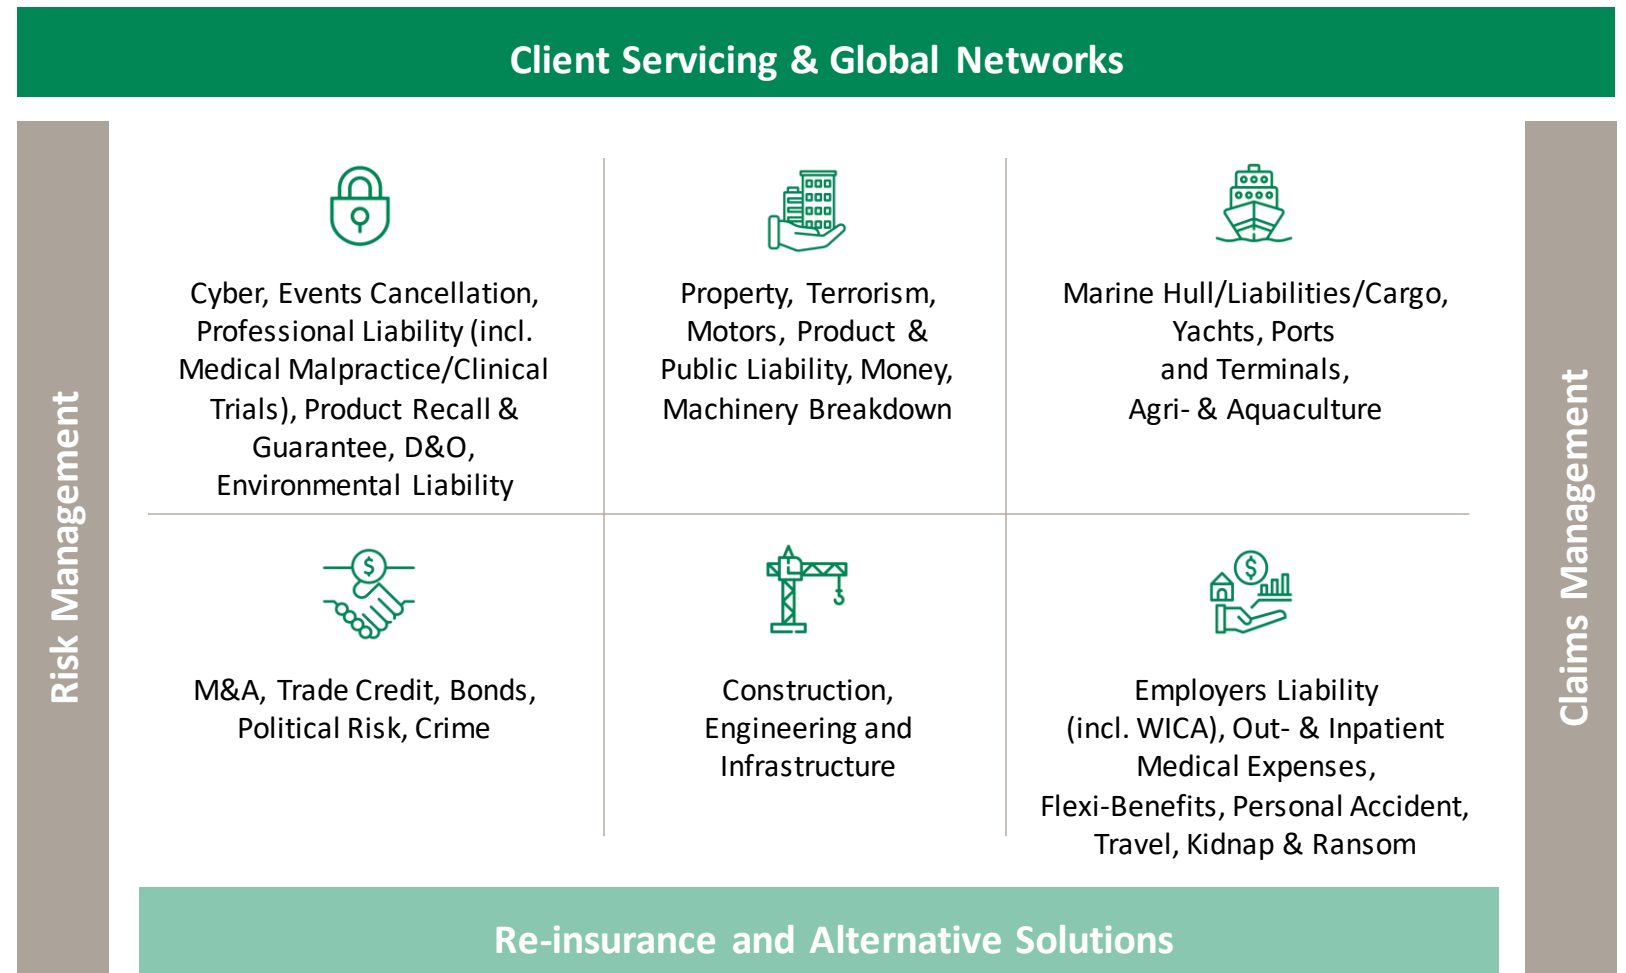 Client Servicing & Global Networks
Risk Management
Cyber, Events Cancellation,
Professional Liability (incl.
Medical Malpractice/Clinical
Trials), Product Recall &
Guarantee, D&O,
Environmental Liability
Property, Terrorism,
Motors, Product &
Public Liability, Money,
Machinery Breakdown
Marine Hull/Liabilities/Cargo,
Yachts, Ports
and Terminals,
Agri- & Aquaculture
$
M&A, Trade Credit, Bonds,
Political Risk, Crime
Construction,
Engineering and
Infrastructure
$
Employers Liability
(incl. WICA), Out- & Inpatient
Medical Expenses,
Flexi-Benefits, Personal Accident,
Travel, Kidnap & Ransom
Claims Management
Re-insurance and Alternative Solutions